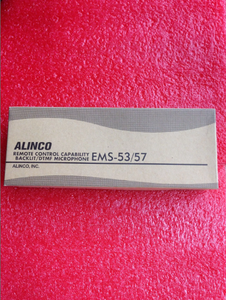 ALINCO
REMOTE CONTROL CAPABILITY
BACKLIT/DTMF MICROPHONE EMS-53/57
ALINCO, INC.